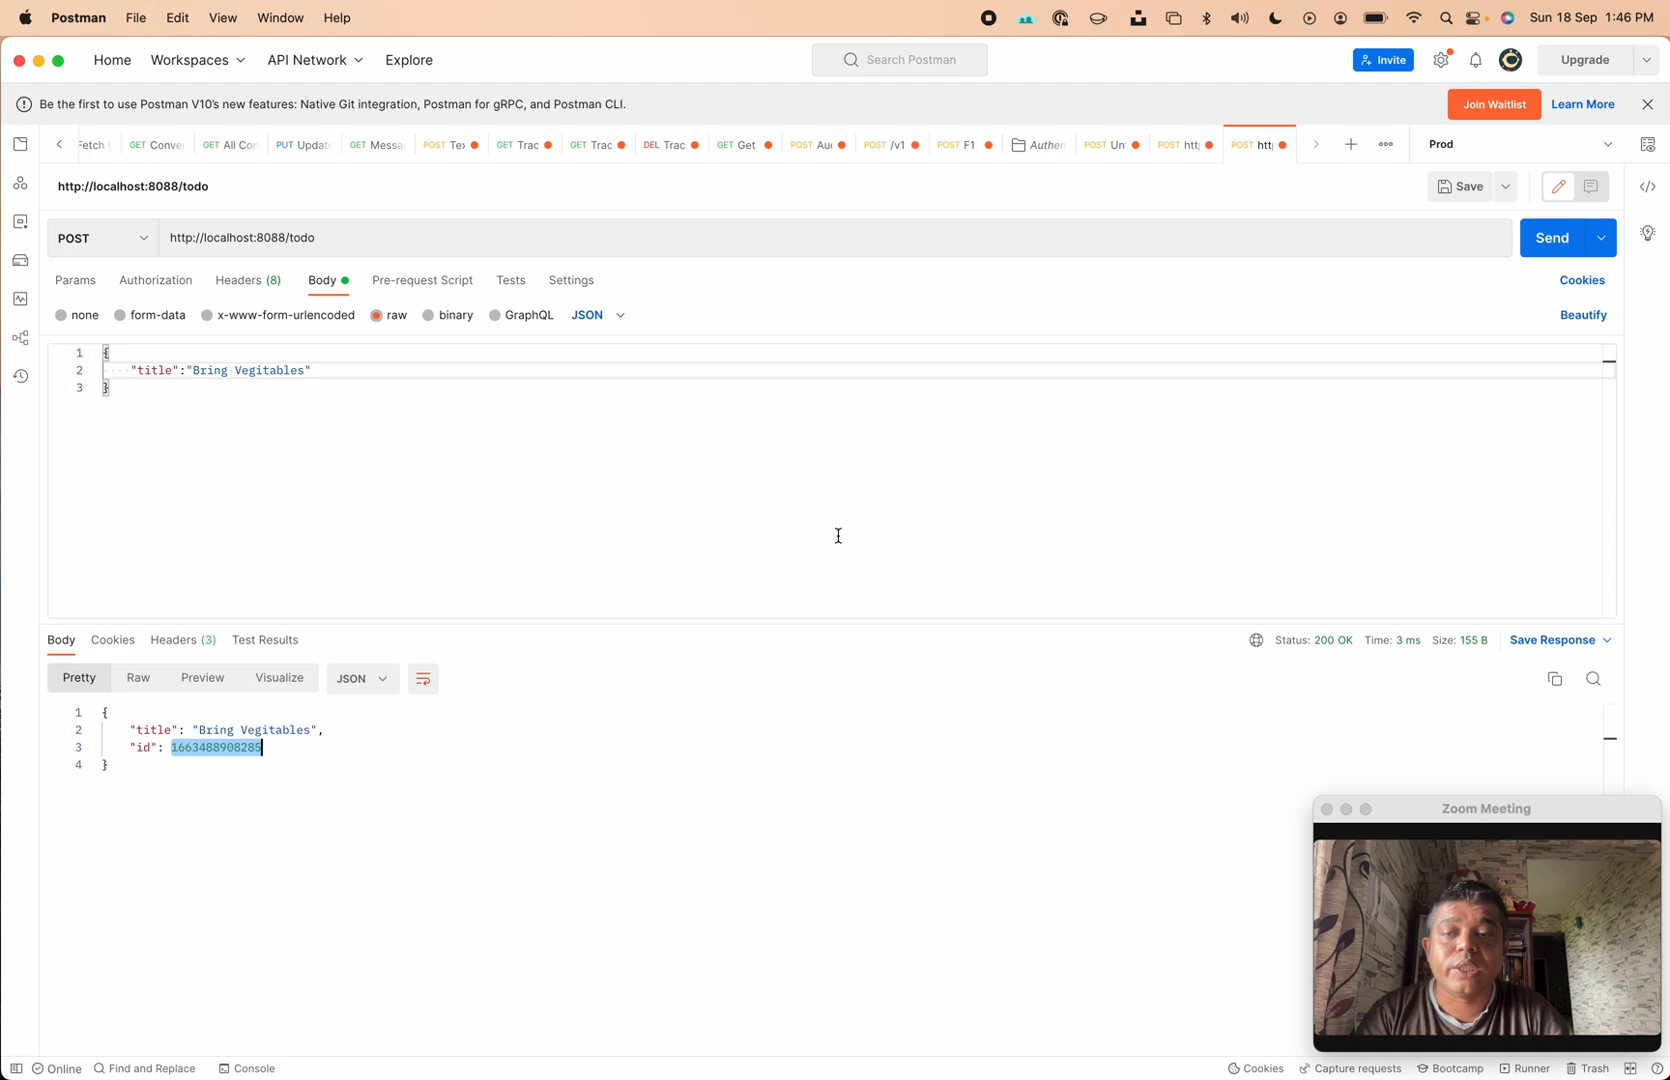 Postman File Edit View Window Help Sun 18 Sep 1:46 PM
Home Workspaces API Network Explore Search Postman Invite Upgrade
Be the first to use Postman V10's new features: Native Git integration, Postman for gRPC, and Postman CLI. Join Waitlist Learn More
Fetch GET Conver GET All Con PUT Update GET Messa POST Tex GET Trac GET Trac DEL Trac GET Get POST Au POST /v1 POST F1 Authen POST Un POST htt POST htt Prod
http://localhost:8088/todo Save
POST http://localhost:8088/todo Send
Params Authorization Headers (8) Body Pre-request Script Tests Settings Cookies
none form-data x-www-form-urlencoded raw binary GraphQL JSON Beautify
1 {
2 "title":"Bring Vegitables"
3 }
Body Cookies Headers (3) Test Results Status: 200 OK Time: 3 ms Size: 155 B Save Response
Pretty Raw Preview Visualize JSON
1 {
2 "title": "Bring Vegitables",
3 "id": 1663488908285
4 }
Zoom Meeting
Online Find and Replace Console Cookies Capture requests Bootcamp Runner Trash